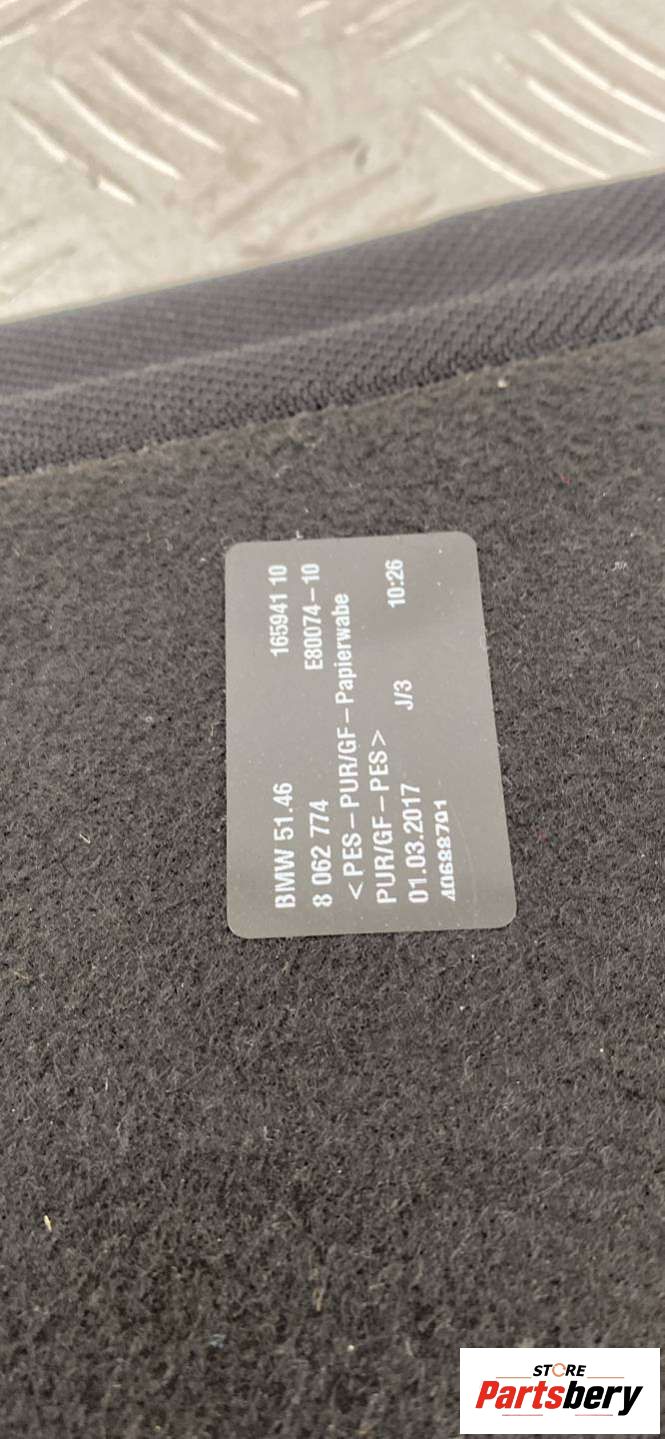 BMW 51.46 165941 10
8 062 774 E80074-10
<PES-PUR/GF-Papierwabe
PUR/GF-PES>
01.03.2017 J/3 10:26
40688791
STORE
Partsbery